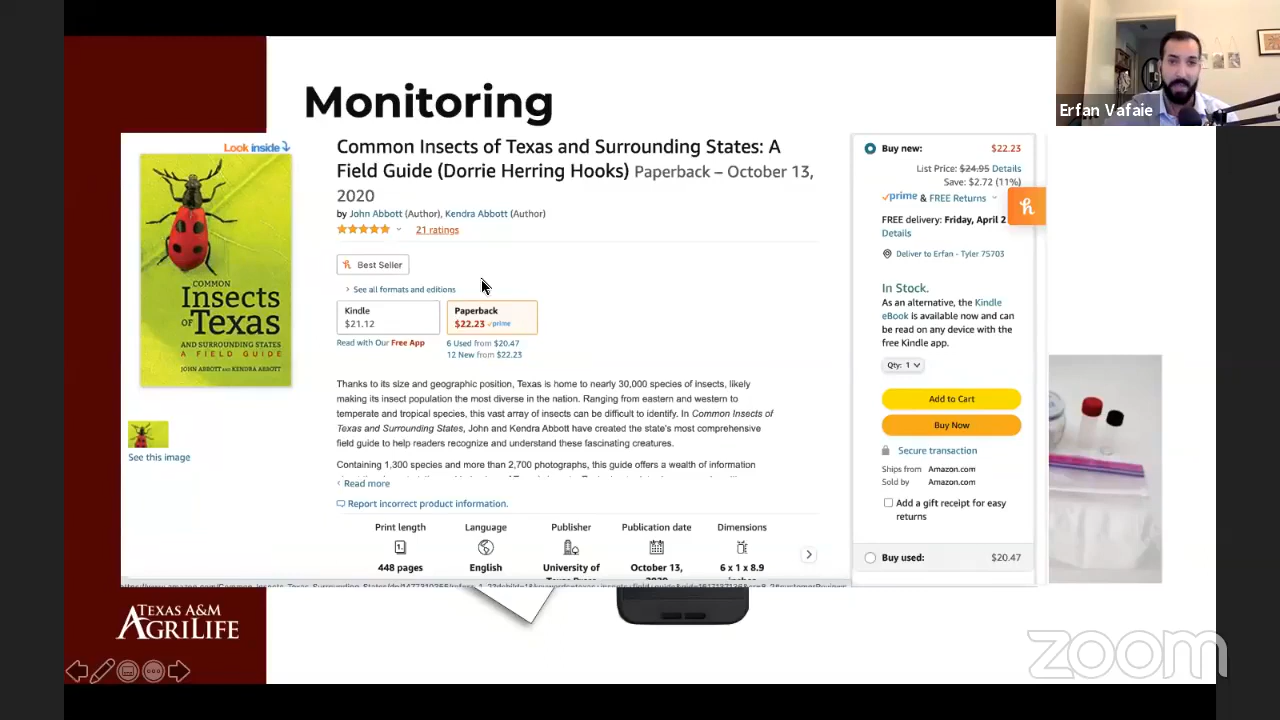 Monitoring
Erfan Vafaie
Look inside
COMMON
Insects
OF Texas
AND SURROUNDING STATES
A FIELD GUIDE
JOHN ABBOTT AND KENDRA ABBOTT
See this image
Common Insects of Texas and Surrounding States: A
Field Guide (Dorrie Herring Hooks) Paperback – October 13,
2020
by John Abbott (Author), Kendra Abbott (Author)
21 ratings
Best Seller
See all formats and editions
Kindle
$21.12
Paperback
$22.23 prime
Read with Our Free App
6 Used from $20.47
12 New from $22.23
Thanks to its size and geographic position, Texas is home to nearly 30,000 species of insects, likely
making its insect population the most diverse in the nation. Ranging from eastern and western to
temperate and tropical species, this vast array of insects can be difficult to identify. In Common Insects of
Texas and Surrounding States, John and Kendra Abbott have created the state's most comprehensive
field guide to help readers recognize and understand these fascinating creatures.
Containing 1,300 species and more than 2,700 photographs, this guide offers a wealth of information
Read more
Report incorrect product information.
Print length
448 pages
Language
English
Publisher
University of
Texas Press
Publication date
October 13,
2020
Dimensions
6 x 1 x 8.9
inches
Buy new:
$22.23
List Price: $24.95 Details
Save: $2.72 (11%)
prime & FREE Returns
h
FREE delivery: Friday, April 2
Details
Deliver to Erfan - Tyler 75703
In Stock.
As an alternative, the Kindle
eBook is available now and can
be read on any device with the
free Kindle app.
Qty: 1
Add to Cart
Buy Now
Secure transaction
Ships from Amazon.com
Sold by Amazon.com
Add a gift receipt for easy
returns
Buy used:
$20.47
TEXAS A&M
AGRILIFE
zoom